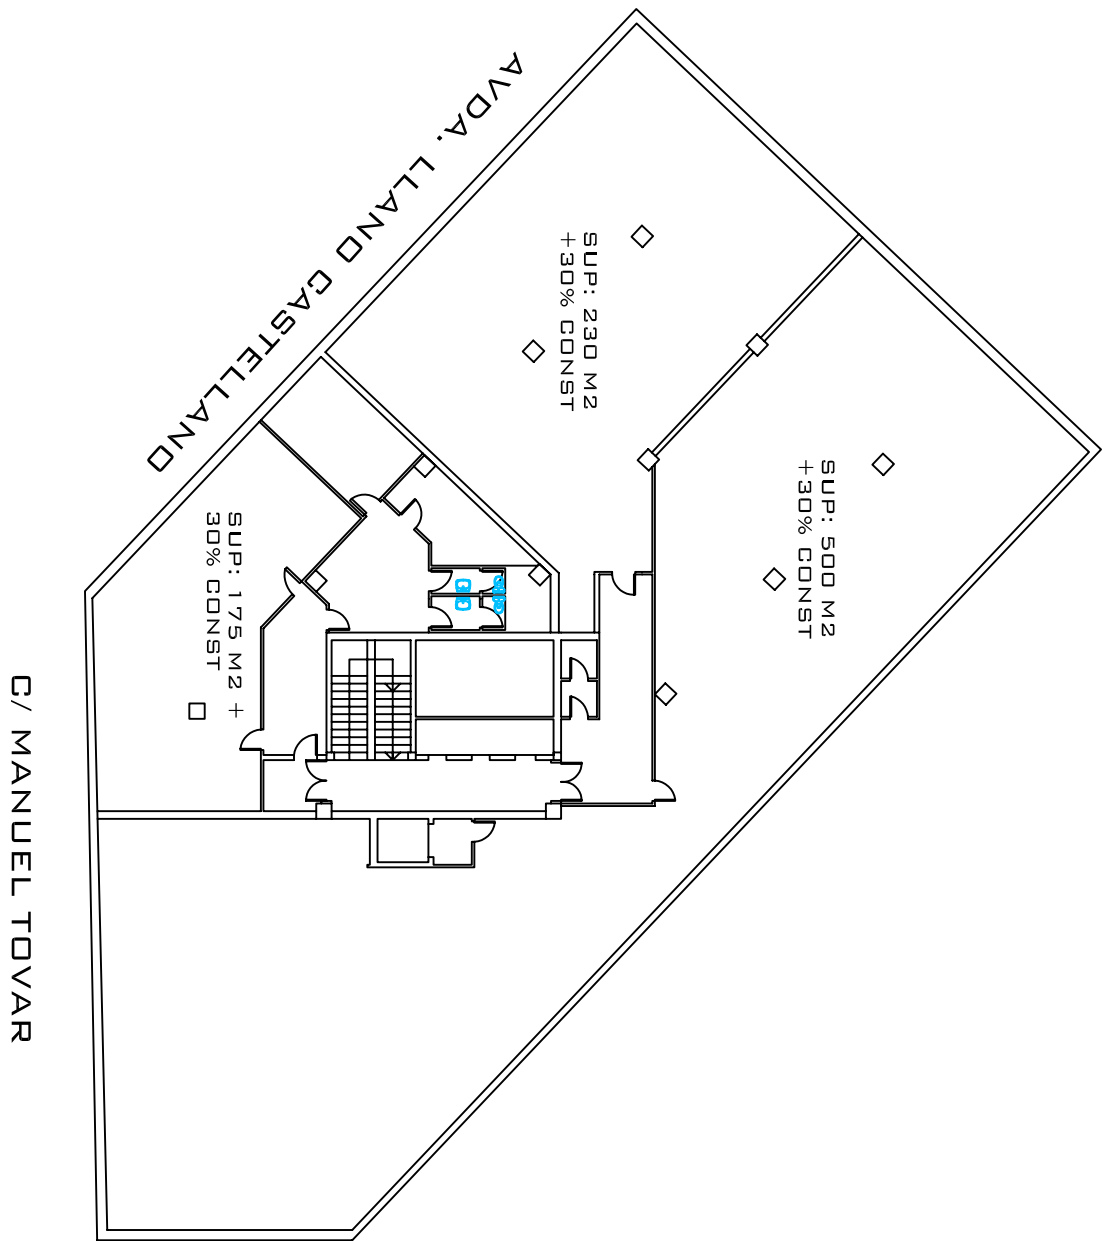 AVDA. LLANO CASTELLANO
SUP: 230 M2
+30% CONST
SUP: 500 M2
+30% CONST
SUP: 175 M2 +
30% CONST
C/ MANUEL TOVAR